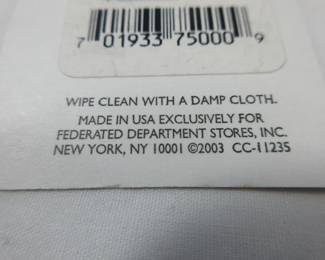 7 01933 75000 9
WIPE CLEAN WITH A DAMP CLOTH.
MADE IN USA EXCLUSIVELY FOR
FEDERATED DEPARTMENT STORES, INC.
NEW YORK, NY 10001 ©2003 CC-11235